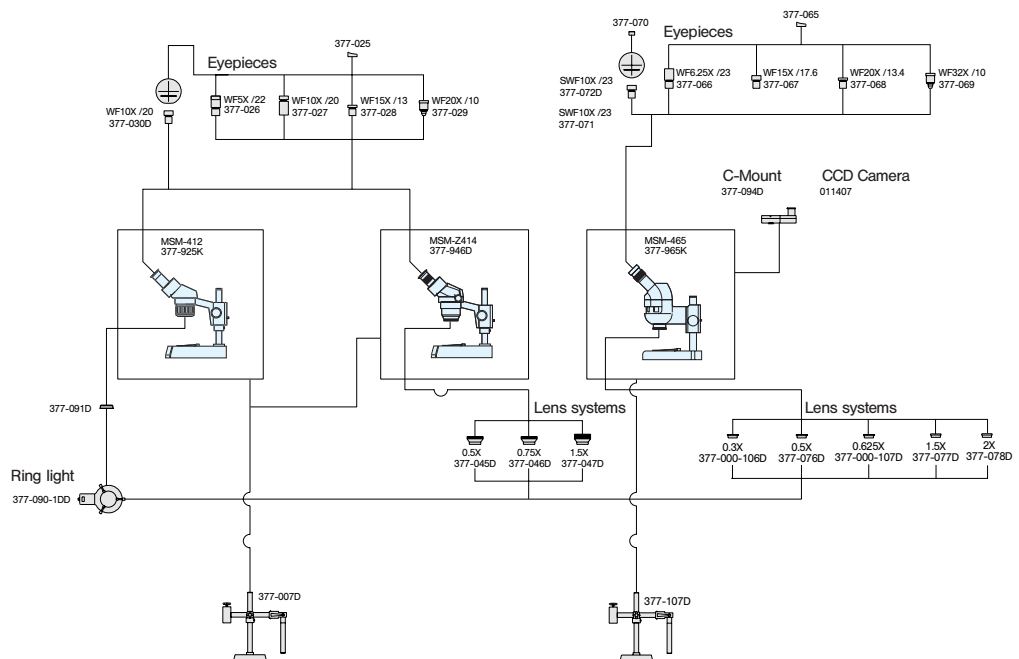 377-025
Eyepieces
WF10X /20
377-030D
WF5X /22
377-026
WF10X /20
377-027
WF15X /13
377-028
WF20X /10
377-029
377-070
377-065
Eyepieces
SWF10X /23
377-072D
SWF10X /23
377-071
WF6.25X /23
377-066
WF15X /17.6
377-067
WF20X /13.4
377-068
WF32X /10
377-069
C-Mount
377-094D
CCD Camera
011407
MSM-412
377-925K
MSM-Z414
377-946D
MSM-465
377-965K
377-091D
Lens systems
0.5X
377-045D
0.75X
377-046D
1.5X
377-047D
Lens systems
0.3X
377-000-106D
0.5X
377-076D
0.625X
377-000-107D
1.5X
377-077D
2X
377-078D
Ring light
377-090-1DD
377-007D
377-107D